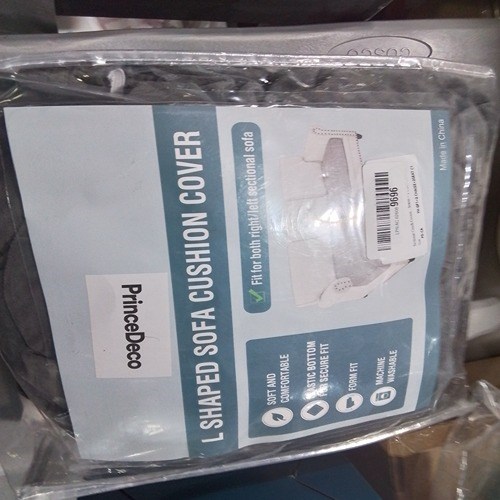 PrinceDeco
L SHAPED SOFA CUSHION COVER
Fit for both right/left sectional sofa
SOFT AND
COMFORTABLE
ELASTIC BOTTOM
FOR SECURE FIT
FORM FIT
MACHINE
WASHABLE
9696
Made in China